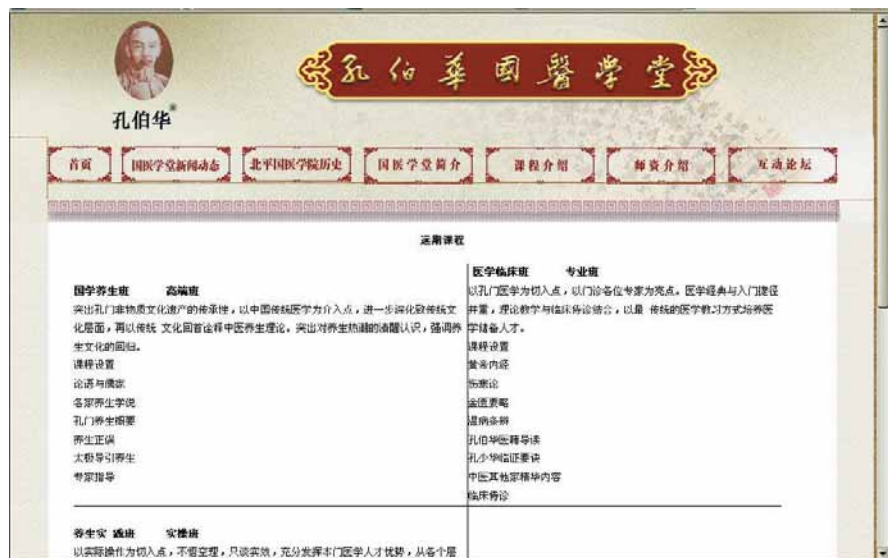 孔伯華國醫學堂
孔伯华®
首页
国医学堂新闻动态
北平国医学院历史
国医学堂简介
课程介绍
师资介绍
互动论坛
远期课程
国学养生班 高端班
突出孔门非物质文化遗产的传承性，以中国传统医学为介入点，进一步深化致传统文
化层面，再以传统 文化回首诠释中医养生理论。突出对养生热潮的清醒认识，强调养
生文化的回归。
课程设置
论语与儒家
各家养生学说
孔门养生概要
养生正误
太极导引养生
专家指导
医学临床班 专业班
以孔门医学为切入点，以门诊各位专家为亮点。医学经典与入门捷径
并重，理论教学与临床侍诊结合，以最 传统的医学教习方式培养医
学储备人才。
课程设置
黄帝内经
伤寒论
金匮要略
温病条辨
孔伯华医籍导读
孔少华临证要诀
中医其他家精华内容
临床侍诊
养生实 践班 实操班
以实际操作为切入点，不悟空理，只谈实效，充分发挥本门医学人才优势，从各个层